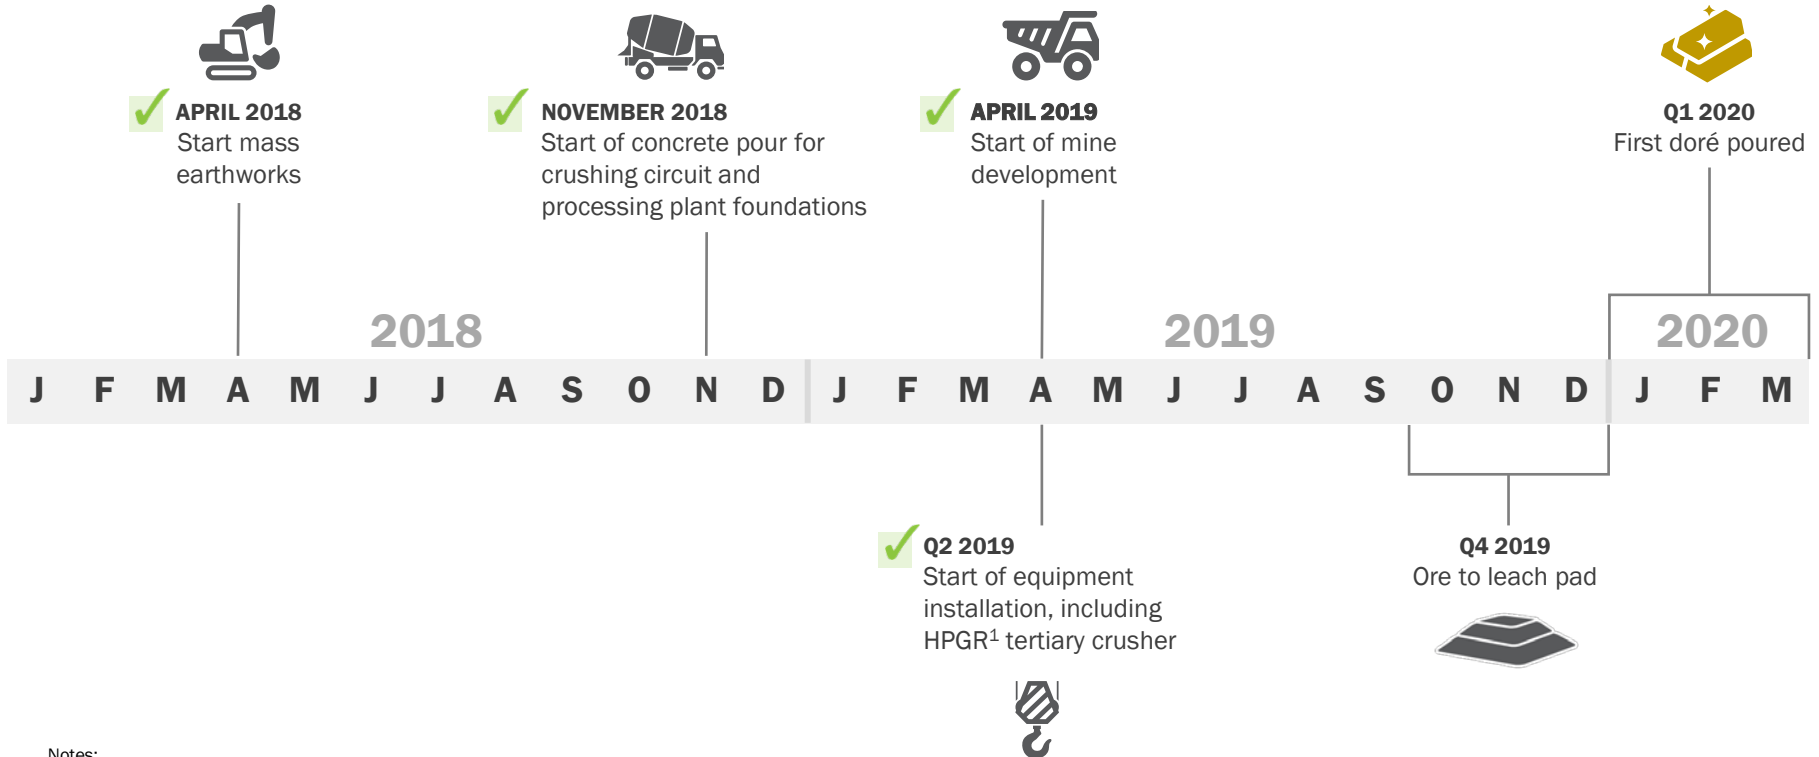 APRIL 2018
Start mass
earthworks
NOVEMBER 2018
Start of concrete pour for
crushing circuit and
processing plant foundations
APRIL 2019
Start of mine
development
Q1 2020
First doré poured
2018
2019
2020
J F M A M J J A S O N D J F M A M J J A S O N D J F M
Q2 2019
Start of equipment
installation, including
HPGR¹ tertiary crusher
Q4 2019
Ore to leach pad
Notes: